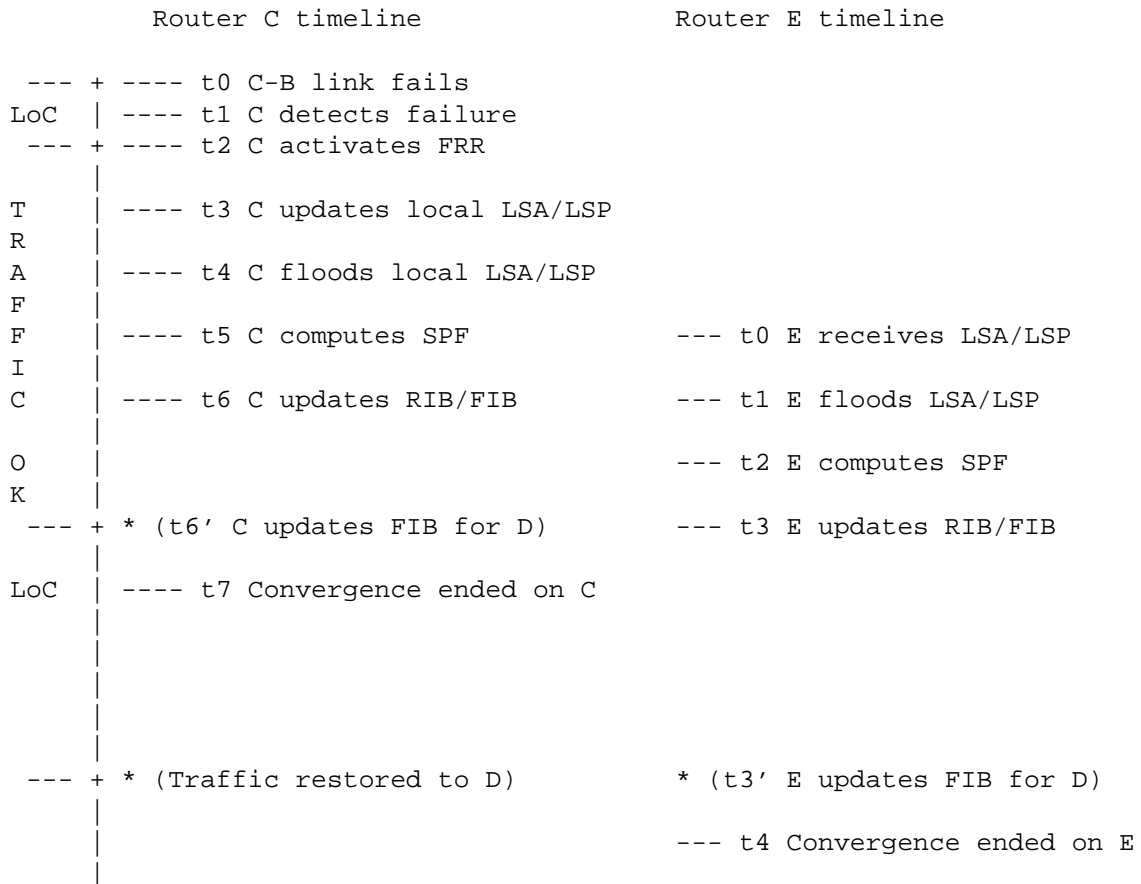 Router C timeline                Router E timeline
--- + ---- t0 C-B link fails
LoC  | ---- t1 C detects failure
--- + ---- t2 C activates FRR
|
T    | ---- t3 C updates local LSA/LSP
R    |
A    | ---- t4 C floods local LSA/LSP
F    |
F    | ---- t5 C computes SPF            --- t0 E receives LSA/LSP
I    |
C    | ---- t6 C updates RIB/FIB         --- t1 E floods LSA/LSP
|
O    |                                   --- t2 E computes SPF
K    |
--- + * (t6’ C updates FIB for D)       --- t3 E updates RIB/FIB
|
LoC  | ---- t7 Convergence ended on C
|
|
|
|
|
--- + * (Traffic restored to D)         * (t3’ E updates FIB for D)
|
|                                   --- t4 Convergence ended on E
|